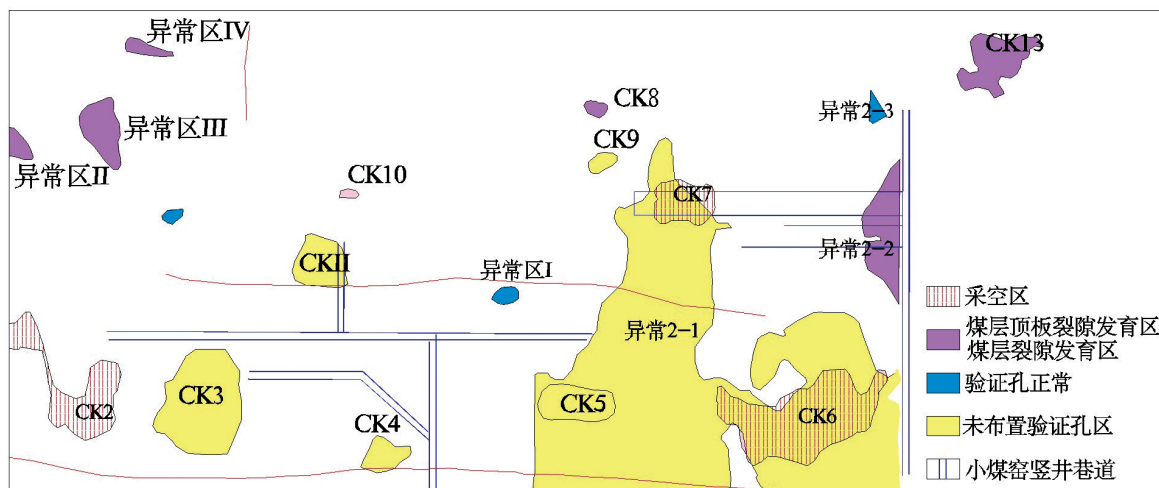 异常区IV
CK13
异常区III
CK8
异常2-3
CK9
异常区II
CK10
CK7
CKII
异常区I
异常2-2
采空区
异常2-1
煤层顶板裂隙发育区
煤层裂隙发育区
CK2
CK3
CK4
CK5
CK6
验证孔正常
未布置验证孔区
小煤窑竖井巷道